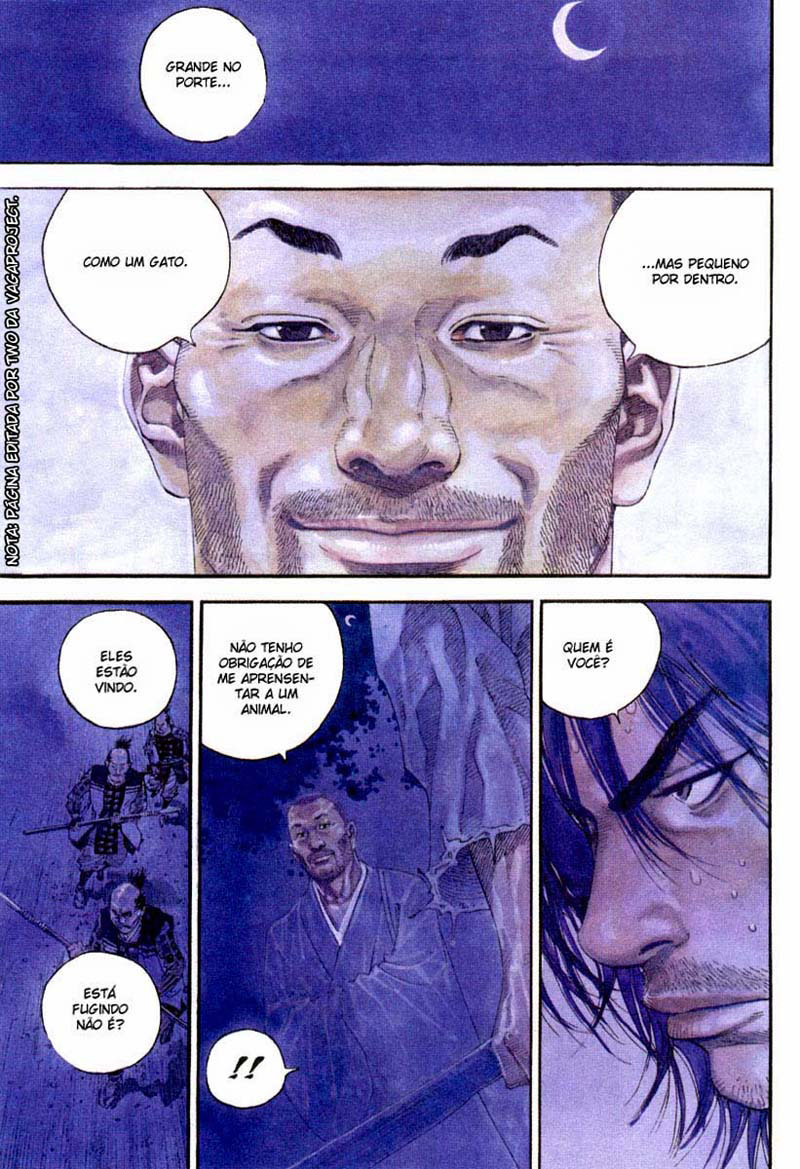 GRANDE NO
PORTE...
...MAS PEQUENO
POR DENTRO.
COMO UM GATO.
NOTA: PÁGINA EDITADA POR TWO DA VAGAPROJECT.
QUEM É
VOCÊ?
NÃO TENHO
OBRIGAÇÃO DE
ME APRENSEN-
TAR A UM
ANIMAL.
!!
ELES
ESTÃO
VINDO.
ESTÁ
FUGINDO
NÃO É?